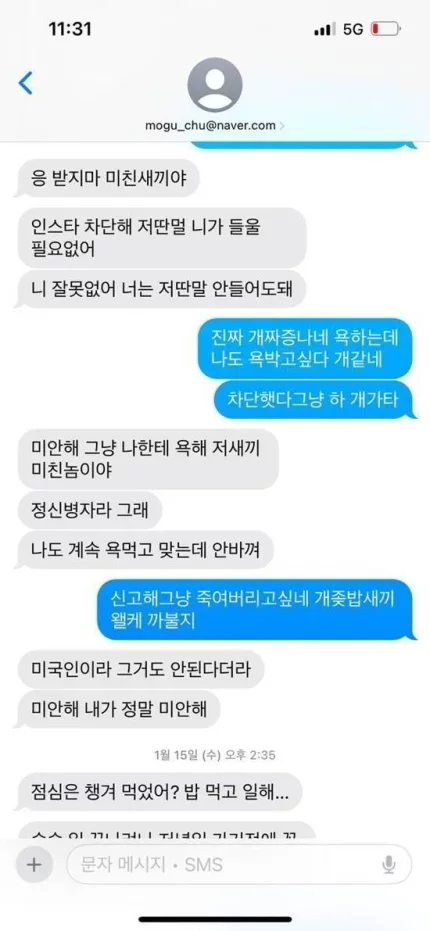 11:31
5G
mogu_chu@naver.com
응 받지마 미친새끼야
인스타 차단해 저딴멀 니가 들울
필요없어
니 잘못없어 너는 저딴말 안들어도돼
진짜 개짜증나네 욕하는데
나도 욕박고싶다 개같네
차단햇다그냥 하 개가타
미안해 그냥 나한테 욕해 저새끼
미친놈이야
정신병자라 그래
나도 계속 욕먹고 맞는데 안바껴
신고해그냥 죽여버리고싶네 개좆밥새끼
왤케 까불지
미국인이라 그거도 안된다더라
미안해 내가 정말 미안해
1월 15일 (수) 오후 2:35
점심은 챙겨 먹었어? 밥 먹고 일해...
문자 메시지 • SMS